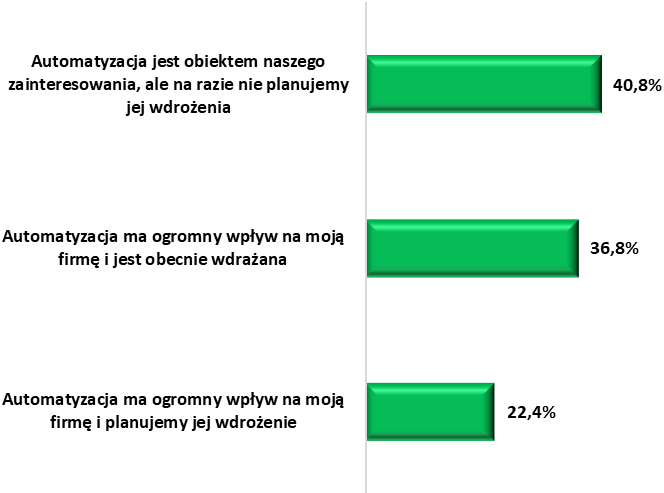 Automatyzacja jest obiektem naszego
zainteresowania, ale na razie nie planujemy
jej wdrożenia
40,8%
Automatyzacja ma ogromny wpływ na moją
firmę i jest obecnie wdrażana
36,8%
Automatyzacja ma ogromny wpływ na moją
firmę i planujemy jej wdrożenie
22,4%